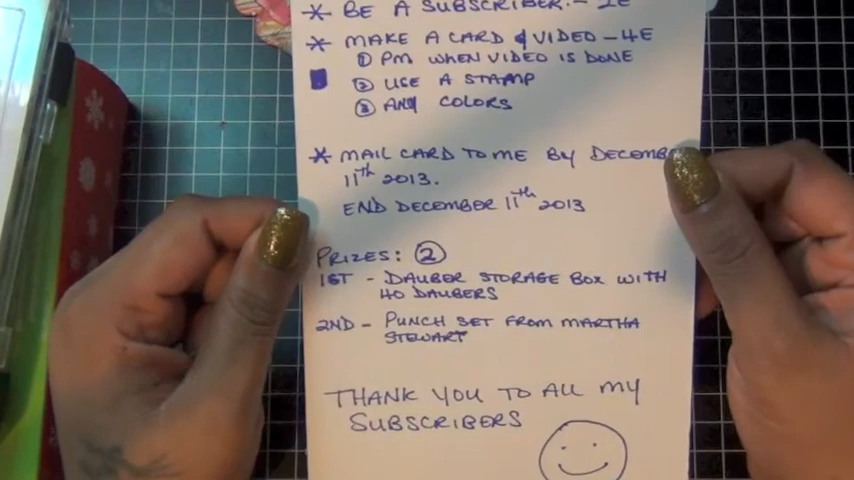 * BE A SUBSCRIBER. - 1E
* MAKE A CARD & VIDEO - 4E
① PM WHEN VIDEO IS DONE
② USE A STAMP
③ ANY COLORS
* MAIL CARD TO ME BY DECEMBE
11th 2013.
END DECEMBER 11th 2013
PRIZES: ②
1ST - DAUBER STORAGE BOX WITH
40 DAUBERS
2ND - PUNCH SET FROM MARTHA
STEWART
THANK YOU TO ALL MY
SUBSCRIBERS